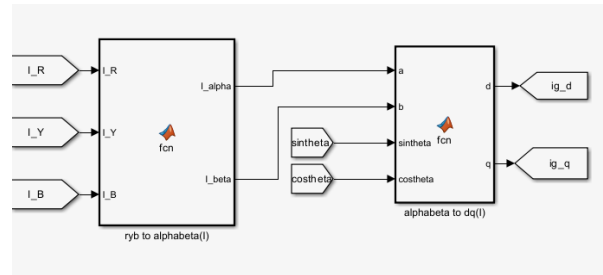 I_R
I_Y
I_B
I_R
I_Y
I_B
fcn
I_alpha
I_beta
ryb to alphabeta(I)
sintheta
costheta
a
b
sintheta
costheta
fcn
d
q
alphabeta to dq(I)
ig_d
ig_q